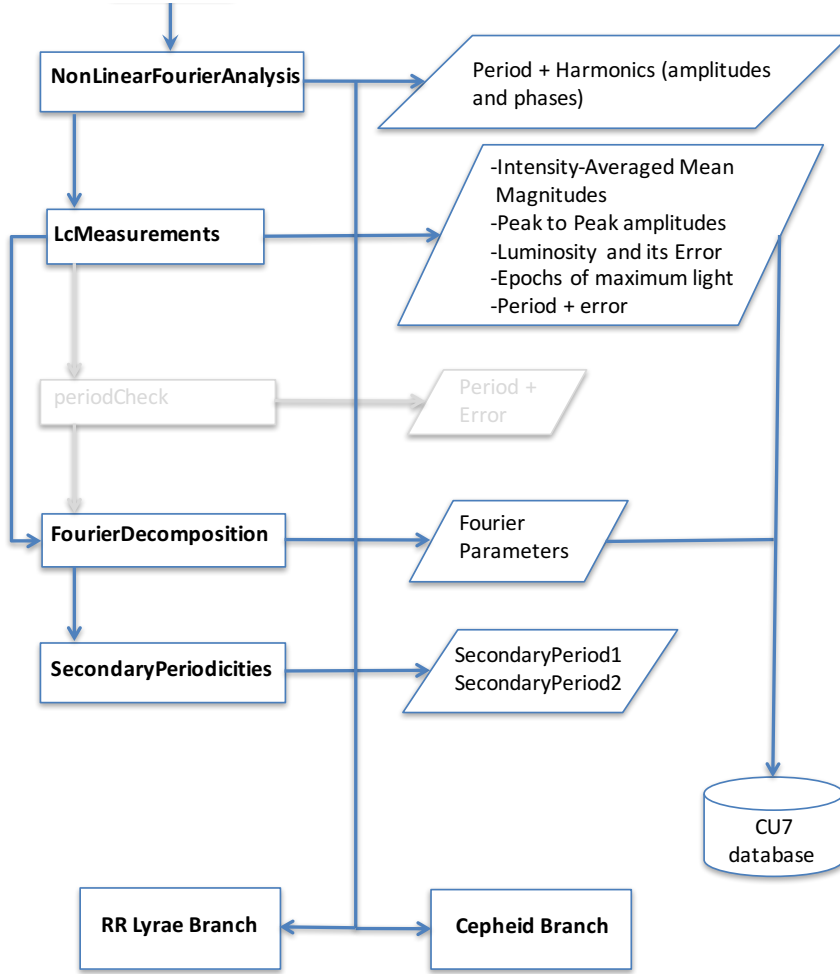 NonLinearFourierAnalysis
Period + Harmonics (amplitudes
and phases)
-Intensity-Averaged Mean
Magnitudes
-Peak to Peak amplitudes
-Luminosity and its Error
-Epochs of maximum light
-Period + error
LcMeasurements
periodCheck
Period +
Error
FourierDecomposition
Fourier
Parameters
SecondaryPeriodicities
SecondaryPeriod1
SecondaryPeriod2
CU7
database
RR Lyrae Branch
Cepheid Branch